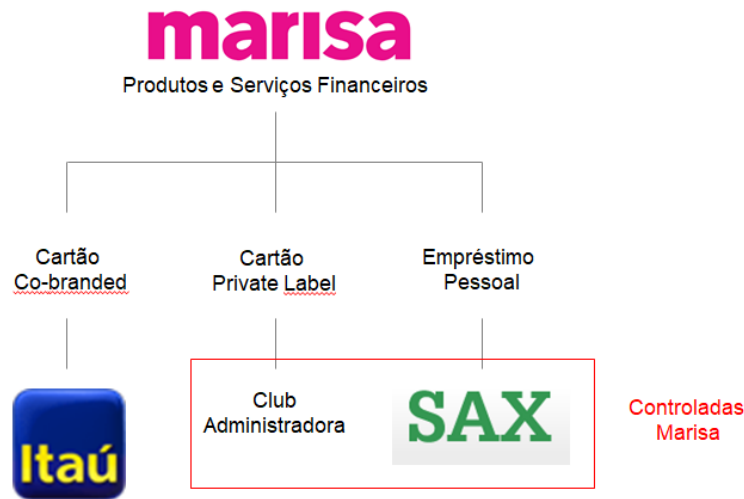 marisa
Produtos e Serviços Financeiros
Cartão
Co-branded
Cartão
Private Label
Empréstimo
Pessoal
Itaú
Club
Administradora
SAX
Controladas
Marisa